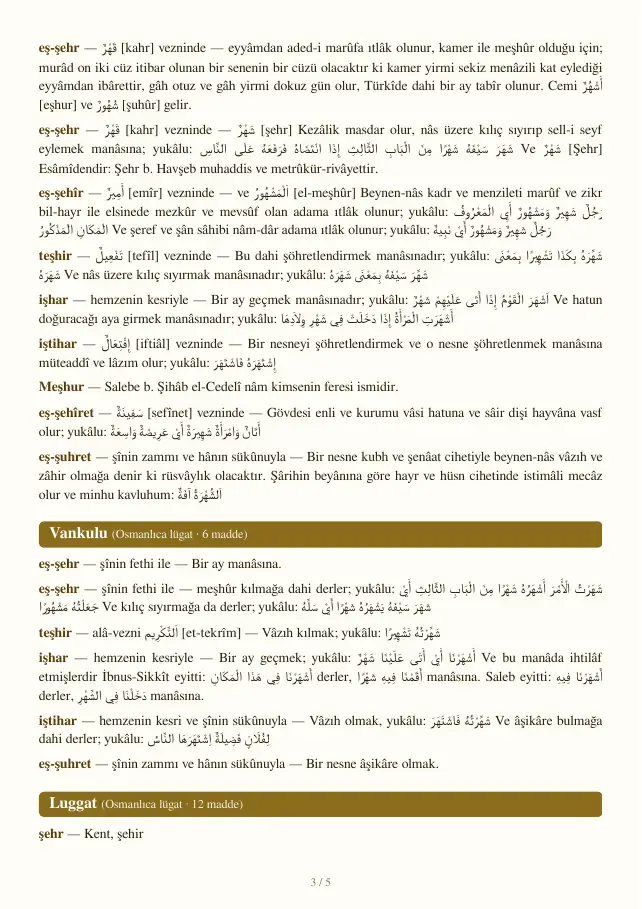 eş-şehr — قَهْرٌ [kahr] vezninde — eyyâmdan aded-i marûfa ıtlâk olunur, kamer ile meşhûr olduğu için;
murâd on iki cüz itibar olunan bir senenin bir cüzü olacaktır ki kamer yirmi sekiz menâzili kat eylediği
eyyâmdan ibârettir, gâh otuz ve gâh yirmi dokuz gün olur, Türkîde dahi bir ay tabîr olunur. Cemi أَشْهُرٌ
[eşhur] ve شُهُورٌ [şuhûr] gelir.
eş-şehr — قَهْرٌ [kahr] vezninde — شَهْرٌ [şehr] Kezâlik masdar olur, nâs üzere kılıç sıyırıp sell-i seyf
eylemek manâsına; yukâlu: شَهَرَ سَيْفَهُ شَهْرًا مِنَ الْبَابِ الثَّالِثِ إِذَا انْتَضَاهُ فَرَفَعَهُ عَلَى النَّاسِ Ve شَهْرٌ [Şehr]
Esâmîdendir: Şehr b. Havşeb muhaddis ve metrûkür-rivâyettir.
eş-şehîr — أَمِيرٌ [emîr] vezninde — ve اَلْمَشْهُورُ [el-meşhûr] Beynen-nâs kadr ve menzileti marûf ve zikr
bil-hayr ile elsinede mezkûr ve mevsûf olan adama ıtlâk olunur; yukâlu: رَجُلٌ شَهِيرٌ وَمَشْهُورٌ أَيِ الْمَعْرُوفُ
الْمَكَانِ الْمَذْكُورُ Ve şeref ve şân sâhibi nâm-dâr adama ıtlâk olunur; yukâlu: رَجُلٌ شَهِيرٌ وَمَشْهُورٌ أَيْ نَبِيهٌ
teşhir — تَفْعِيلٌ [tefîl] vezninde — Bu dahi şöhretlendirmek manâsınadır; yukâlu: شَهَّرَهُ بِكَذَا تَشْهِيرًا بِمَعْنَى
شَهَرَهُ Ve nâs üzere kılıç sıyırmak manâsınadır; yukâlu: شَهَّرَ سَيْفَهُ بِمَعْنَى شَهَرَهُ
işhar — hemzenin kesriyle — Bir ay geçmek manâsınadır; yukâlu: أَشْهَرَ الْقَوْمُ إِذَا أَتَى عَلَيْهِمْ شَهْرٌ Ve hatun
doğuracağı aya girmek manâsınadır; yukâlu: أَشْهَرَتِ الْمَرْأَةُ إِذَا دَخَلَتْ فِي شَهْرِ وِلَادِهَا
iştihar — اِفْتِعَالٌ [iftiâl] vezninde — Bir nesneyi şöhretlendirmek ve o nesne şöhretlenmek manâsına
müteaddî ve lâzım olur; yukâlu: اِشْتَهَرَهُ فَاشْتَهَرَ
Meşhur — Salebe b. Şihâb el-Cedelî nâm kimsenin feresi ismidir.
eş-şehîret — سَفِينَةٌ [sefînet] vezninde — Gövdesi enli ve kurumu vâsi hatuna ve sâir dişi hayvâna vasf
olur; yukâlu: أَتَانٌ وَامْرَأَةٌ شَهِيرَةٌ أَيْ عَرِيضَةٌ وَاسِعَةٌ
eş-şuhret — şînin zammı ve hânın sükûnuyla — Bir nesne kubh ve şenâat cihetiyle beynen-nâs vâzıh ve
zâhir olmağa denir ki rüsvâylık olacaktır. Şârihin beyânına göre hayr ve hüsn cihetinde istimâli mecâz
olur ve minhu kavluhum: اَلشُّهْرَةُ آفَةٌ
Vankulu (Osmanlıca lügat · 6 madde)
eş-şehr — şînin fethi ile — Bir ay manâsına.
eş-şehr — şînin fethi ile — meşhûr kılmağa dahi derler; yukâlu: شَهَرْتُ الْأَمْرَ أَشْهَرُهُ شَهْرًا مِنَ الْبَابِ الثَّالِثِ أَيْ
جَعَلْتُهُ مَشْهُورًا Ve kılıç sıyırmağa da derler; yukâlu: شَهَرَ سَيْفَهُ يَشْهَرُهُ شَهْرًا أَيْ سَلَّهُ
teşhir — alâ-vezni اَلتَّكْرِيم [et-tekrîm] — Vâzıh kılmak; yukâlu: شَهَّرْتُهُ تَشْهِيرًا
işhar — hemzenin kesriyle — Bir ay geçmek; yukâlu: أَشْهَرْنَا أَيْ أَتَى عَلَيْنَا شَهْرٌ Ve bu manâda ihtilâf
etmişlerdir İbnus-Sikkît eyitti: أَشْهَرْنَا فِي هَذَا الْمَكَانِ derler, أَقَمْنَا فِيهِ شَهْرًا manâsına. Saleb eyitti: أَشْهَرْنَا فِيهِ
derler, دَخَلْنَا فِي الشَّهْرِ manâsına.
iştihar — hemzenin kesri ve şînin sükûnuyla — Vâzıh olmak, yukâlu: شَهَرْتُهُ فَاشْتَهَرَ Ve âşikâre bulmağa
dahi derler; yukâlu: لِفُلَانٍ فَضِيلَةٌ اِشْتَهَرَهَا النَّاسُ
eş-şuhret — şînin zammı ve hânın sükûnuyla — Bir nesne âşikâre olmak.
Luggat (Osmanlıca lügat · 12 madde)
şehr — Kent, şehir
3 / 5